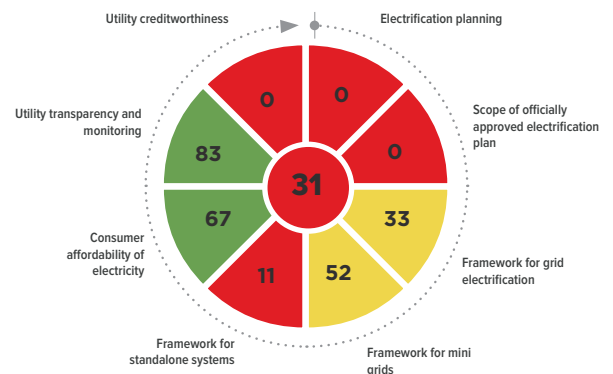 Utility creditworthiness
Electrification planning
0
0
Scope of officially
approved electrification
plan
Utility transparency and
monitoring
83
0
31
67
33
Consumer
affordability of
electricity
11
52
Framework for grid
electrification
Framework for
standalone systems
Framework for mini
grids